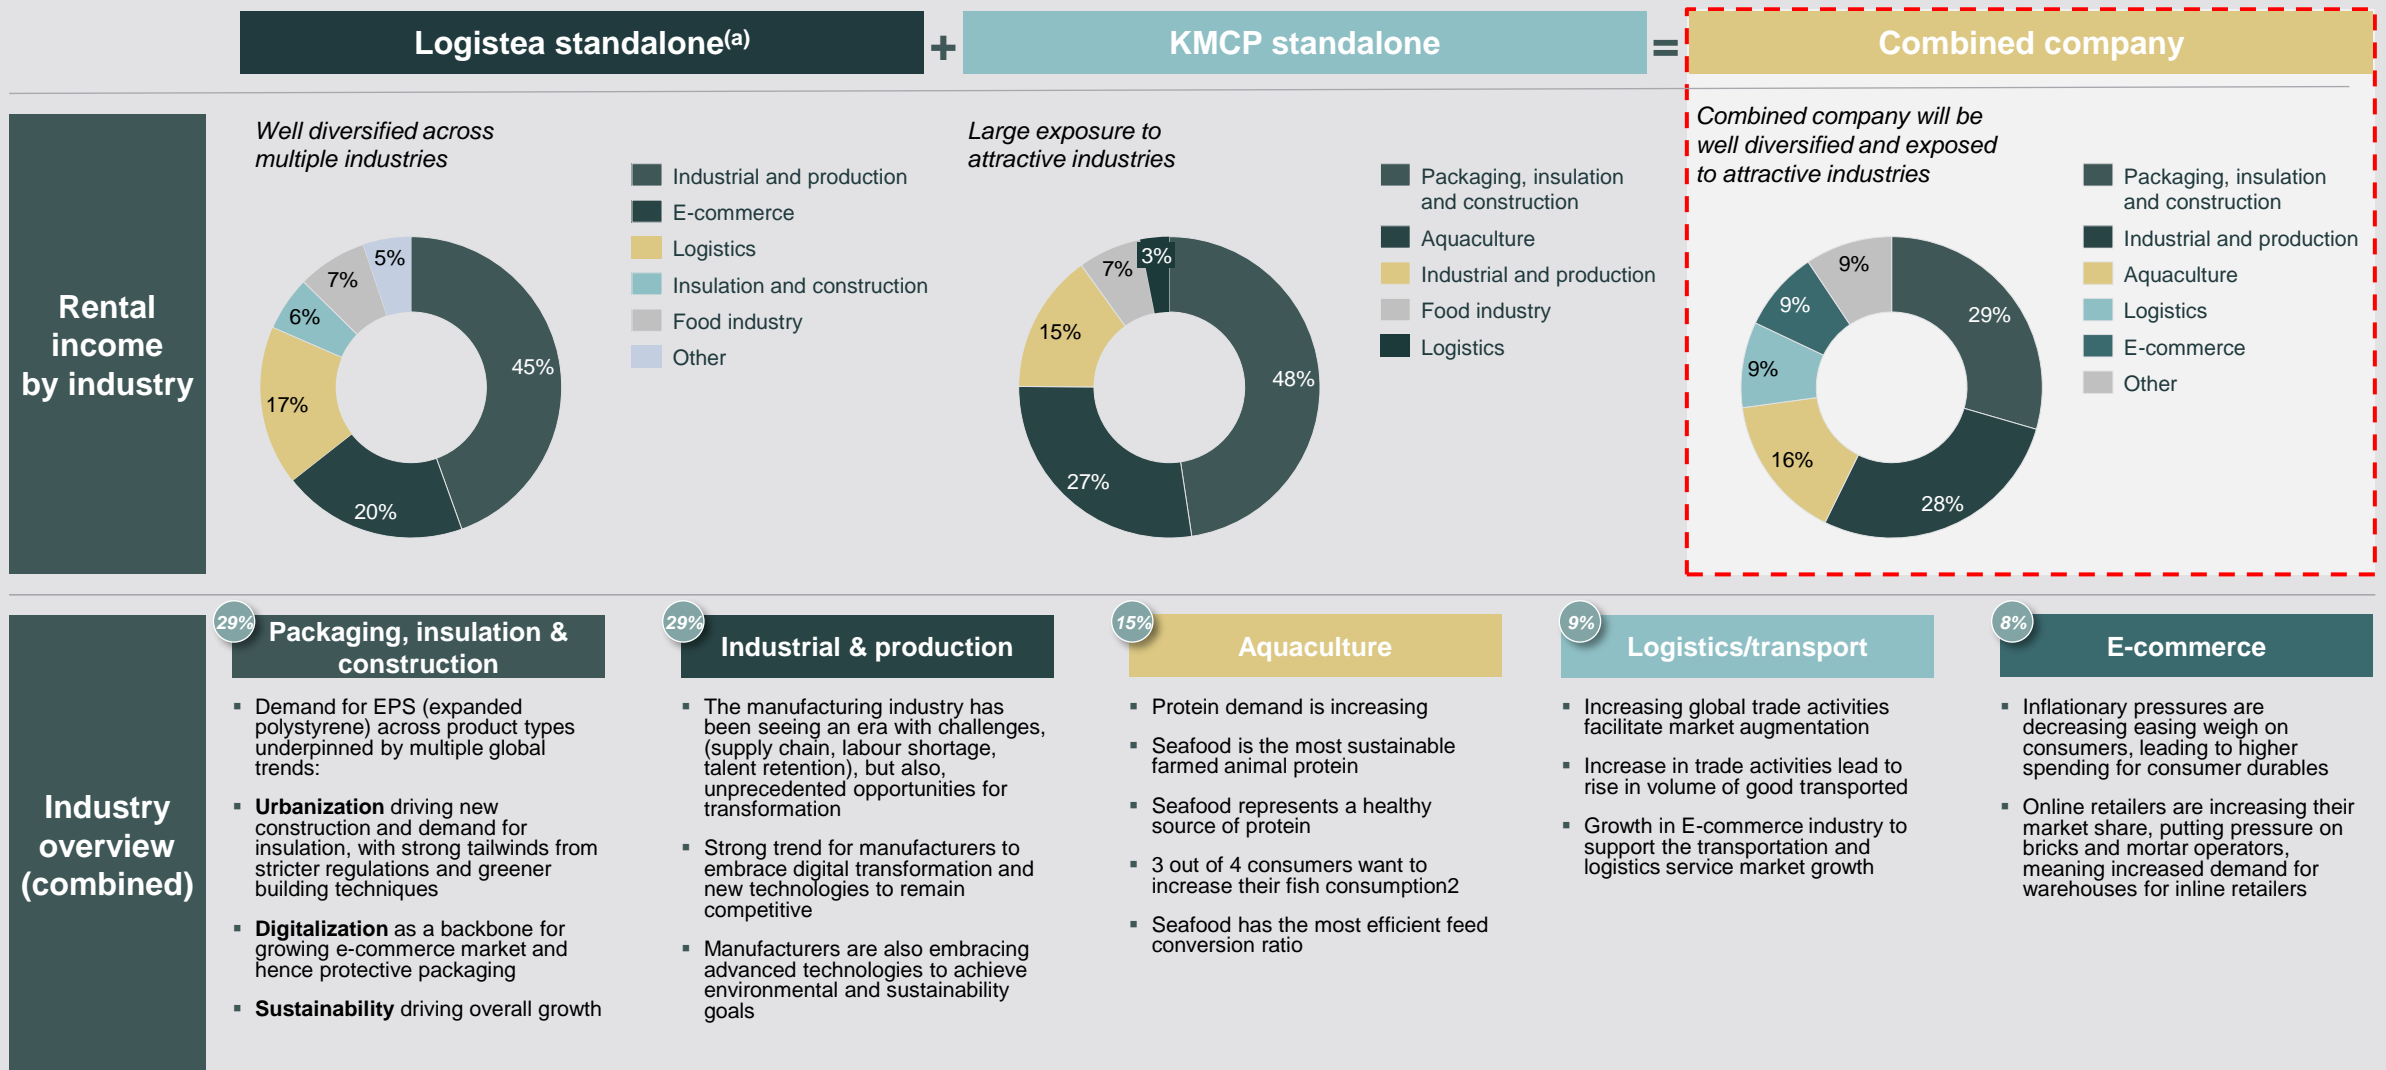 Logistea standalone(a)
+
KMCP standalone
=
Combined company
Rental
income
by industry
Well diversified across
multiple industries
Industrial and production
E-commerce
Logistics
Insulation and construction
Food industry
Other
45%
20%
17%
6%
7%
5%
Large exposure to
attractive industries
Packaging, insulation
and construction
Aquaculture
Industrial and production
Food industry
Logistics
48%
27%
15%
7%
3%
Combined company will be
well diversified and exposed
to attractive industries
Packaging, insulation
and construction
Industrial and production
Aquaculture
Logistics
E-commerce
Other
29%
28%
16%
9%
9%
9%
Industry
overview
(combined)
29%
Packaging, insulation &
construction
▪ Demand for EPS (expanded
polystyrene) across product types
underpinned by multiple global
trends:
▪ Urbanization driving new
construction and demand for
insulation, with strong tailwinds from
stricter regulations and greener
building techniques
▪ Digitalization as a backbone for
growing e-commerce market and
hence protective packaging
▪ Sustainability driving overall growth
29%
Industrial & production
▪ The manufacturing industry has
been seeing an era with challenges,
(supply chain, labour shortage,
talent retention), but also,
unprecedented opportunities for
transformation
▪ Strong trend for manufacturers to
embrace digital transformation and
new technologies to remain
competitive
▪ Manufacturers are also embracing
advanced technologies to achieve
environmental and sustainability
goals
15%
Aquaculture
▪ Protein demand is increasing
▪ Seafood is the most sustainable
farmed animal protein
▪ Seafood represents a healthy
source of protein
▪ 3 out of 4 consumers want to
increase their fish consumption2
▪ Seafood has the most efficient feed
conversion ratio
9%
Logistics/transport
▪ Increasing global trade activities
facilitate market augmentation
▪ Increase in trade activities lead to
rise in volume of good transported
▪ Growth in E-commerce industry to
support the transportation and
logistics service market growth
8%
E-commerce
▪ Inflationary pressures are
decreasing easing weigh on
consumers, leading to higher
spending for consumer durables
▪ Online retailers are increasing their
market share, putting pressure on
bricks and mortar operators,
meaning increased demand for
warehouses for inline retailers